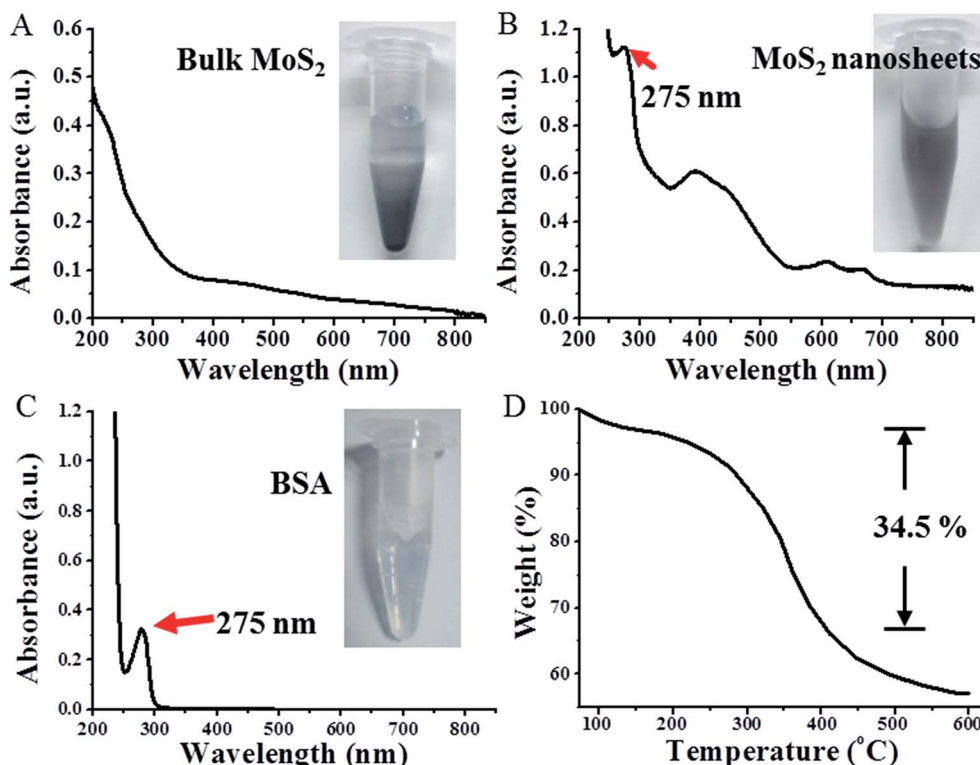 A
Bulk MoS₂
Absorbance (a.u.)
0.6
0.5
0.4
0.3
0.2
0.1
0.0
200 300 400 500 600 700 800
Wavelength (nm)
B
MoS₂ nanosheets
275 nm
Absorbance (a.u.)
1.2
1.0
0.8
0.6
0.4
0.2
0.0
200 300 400 500 600 700 800
Wavelength (nm)
C
BSA
275 nm
Absorbance (a.u.)
1.2
1.0
0.8
0.6
0.4
0.2
0.0
200 300 400 500 600 700 800
Wavelength (nm)
D
34.5 %
Weight (%)
100
90
80
70
60
100 200 300 400 500 600
Temperature (°C)